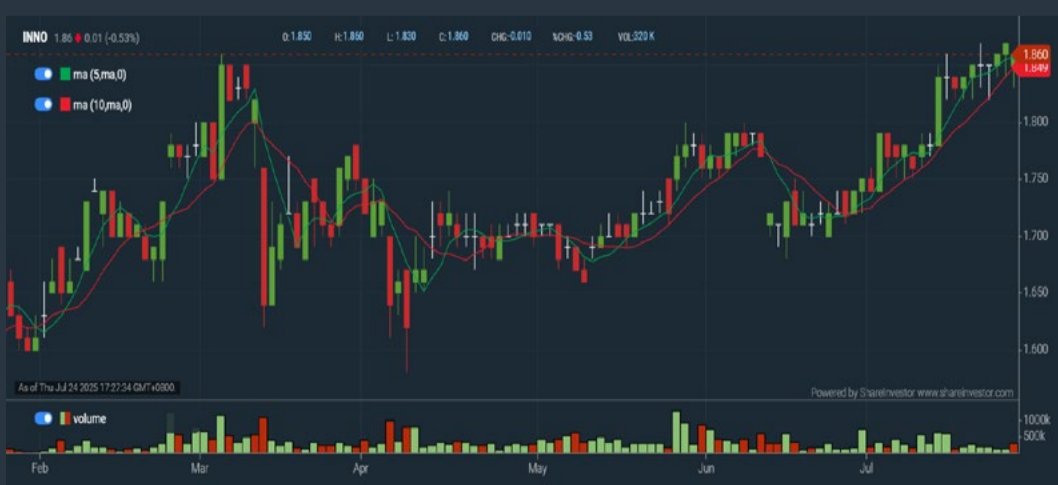 INNO 1.86 0.01 (-0.53%) O:1.850 H:1.860 L: 1.830 C: 1.860 CHG:-0.010 %CHG:-0.53 VOL:320 K
ma (5,ma,0)
ma (10,ma,0)
1.860
1.849
1.800
1.750
1.700
1.650
1.600
As of Thu Jul 24 2025 17:27:34 GMT+0800.
Powered by ShareInvestor www.shareinvestor.com
volume
1000k
500k
Feb Mar Apr May Jun Jul